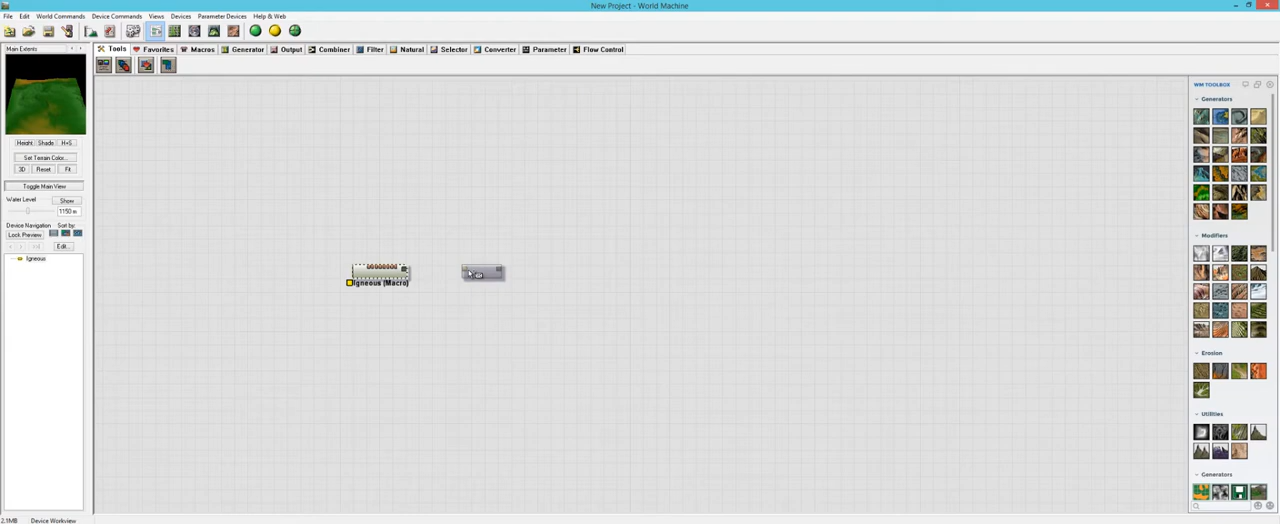 New Project - World Machine
File Edit World Commands Device Commands Views Devices Parameter Devices Help & Web
Main Extents
Tools Favorites Macros Generator Output Combiner Filter Natural Selector Converter Parameter Flow Control
WM TOOLBOX
Generators
Height Shade H+S
Set Terrain Color...
3D Reset Fit
Toggle Main View
Water Level Show
1150 m
Device Navigation Sort by:
Lock Preview
Edit...
Igneous
Igneous (Macro)
Modifiers
Erosion
Utilities
Generators
2.1MB Device Workview